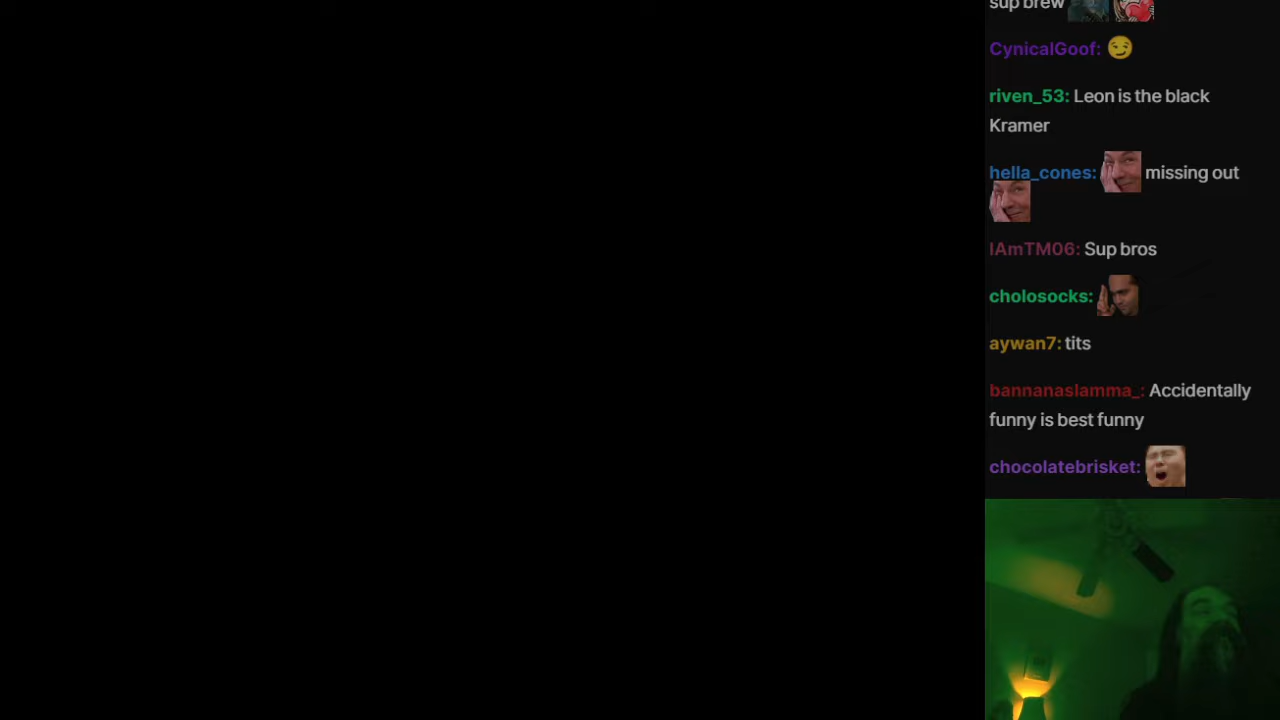 sup brew
CynicalGoof:
riven_53: Leon is the black
Kramer
hella_cones: missing out
IAmTM06: Sup bros
cholosocks:
aywan7: tits
bannanaslamma_: Accidentally
funny is best funny
chocolatebrisket: